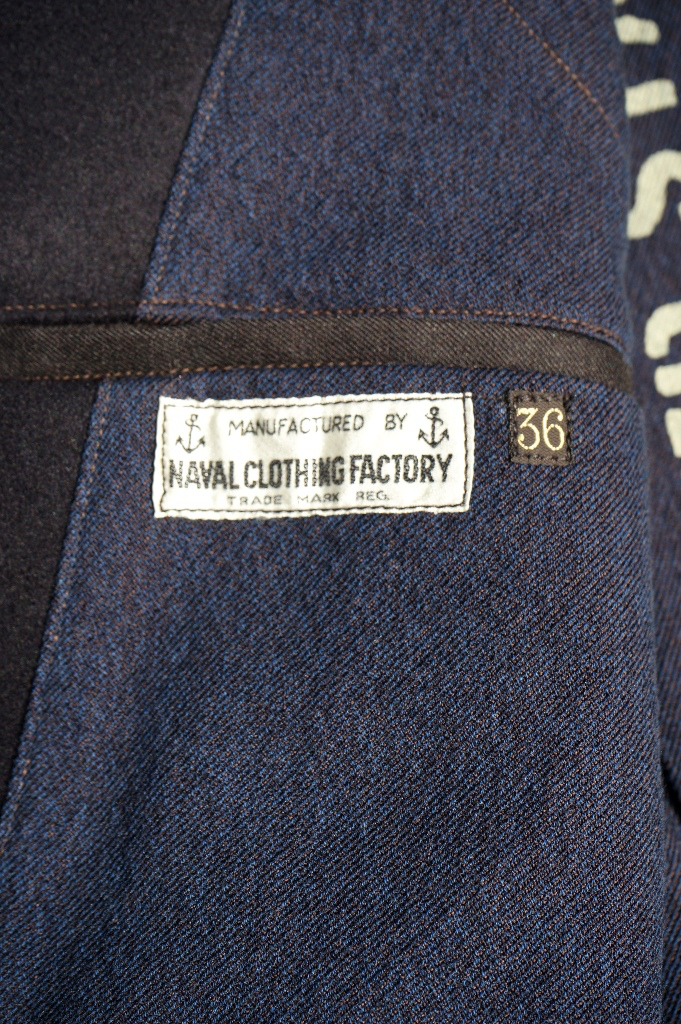 MANUFACTURED BY
NAVAL CLOTHING FACTORY
TRADE MARK REG.
36